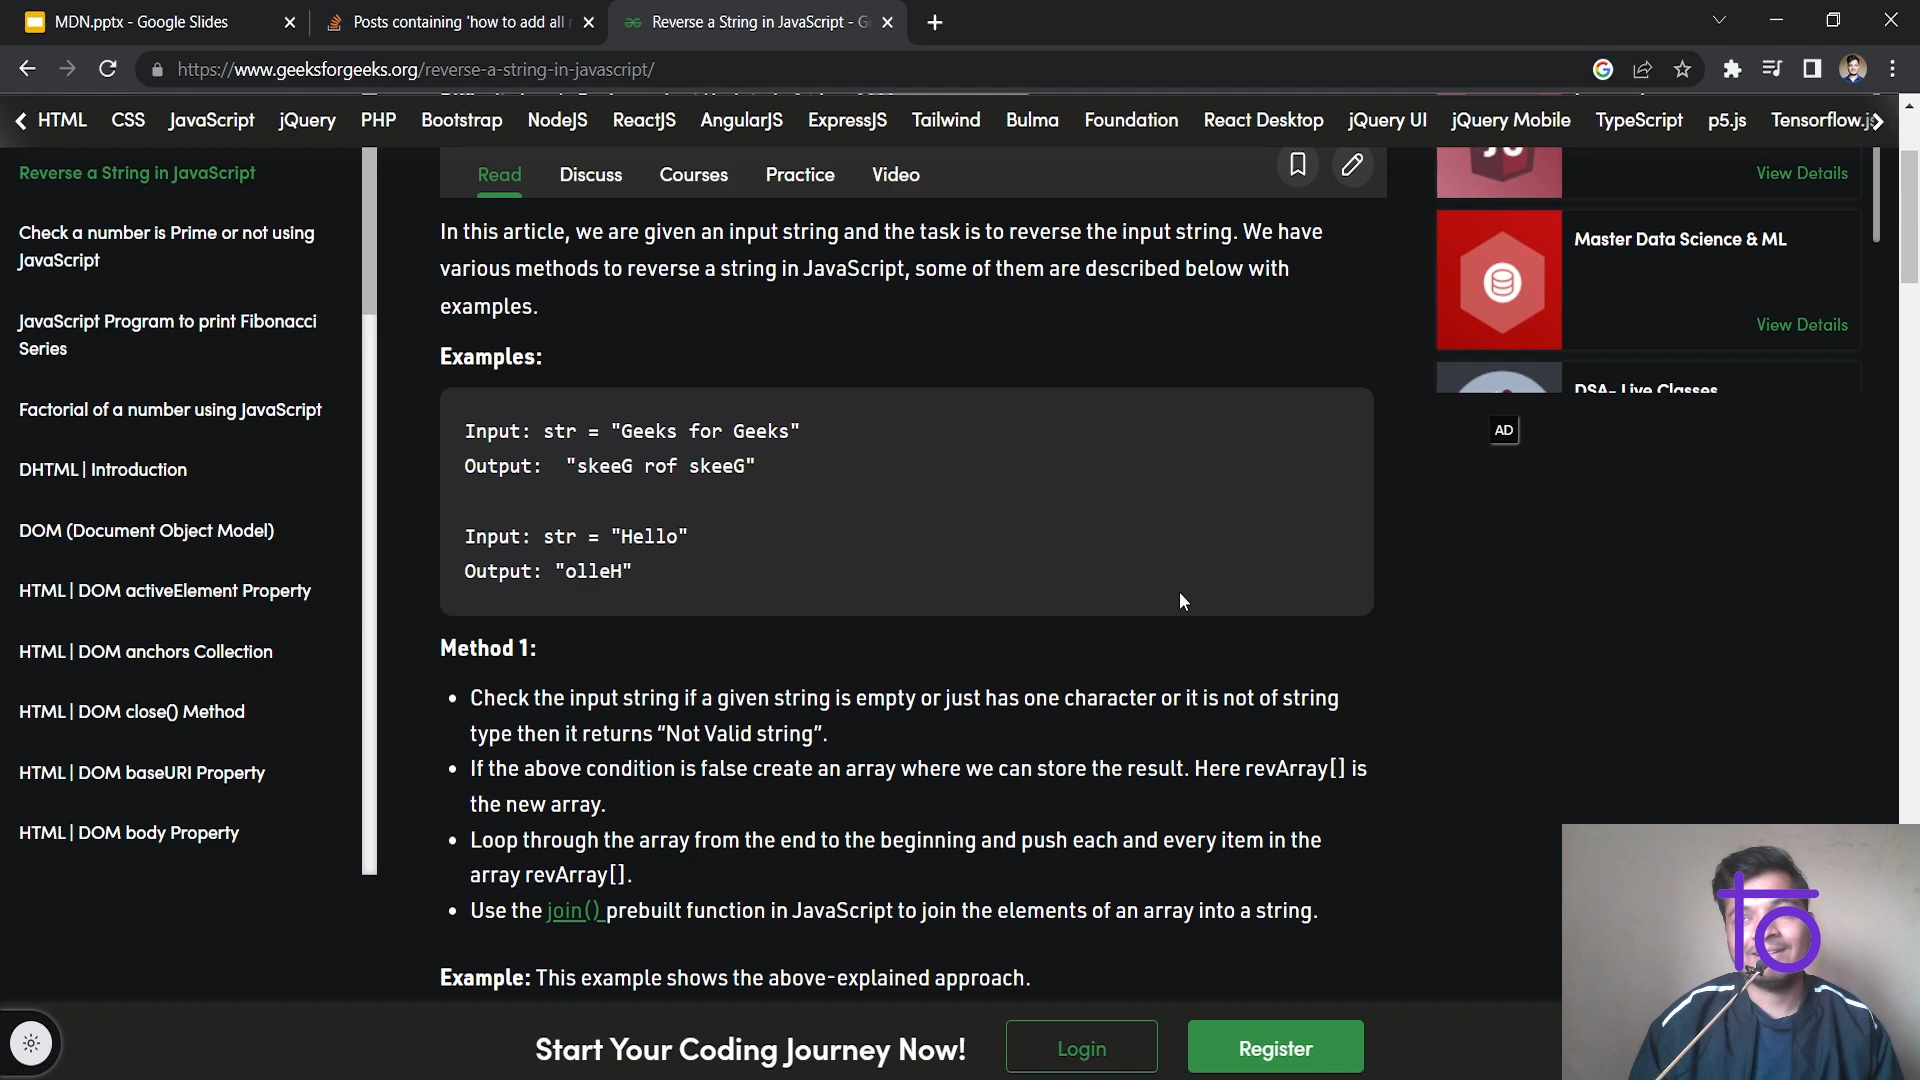 MDN.pptx - Google Slides
Posts containing 'how to add all
Reverse a String in JavaScript - G
https://www.geeksforgeeks.org/reverse-a-string-in-javascript/
HTML CSS JavaScript jQuery PHP Bootstrap NodeJS ReactJS AngularJS ExpressJS Tailwind Bulma Foundation React Desktop jQuery UI jQuery Mobile TypeScript p5.js Tensorflow.js
Reverse a String in JavaScript
Check a number is Prime or not using
JavaScript
JavaScript Program to print Fibonacci
Series
Factorial of a number using JavaScript
DHTML | Introduction
DOM (Document Object Model)
HTML | DOM activeElement Property
HTML | DOM anchors Collection
HTML | DOM close() Method
HTML | DOM baseURI Property
HTML | DOM body Property
Read Discuss Courses Practice Video
In this article, we are given an input string and the task is to reverse the input string. We have
various methods to reverse a string in JavaScript, some of them are described below with
examples.
Examples:
Input: str = "Geeks for Geeks"
Output:  "skeeG rof skeeG"
Input: str = "Hello"
Output: "olleH"
Method 1:
• Check the input string if a given string is empty or just has one character or it is not of string
type then it returns “Not Valid string”.
• If the above condition is false create an array where we can store the result. Here revArray[] is
the new array.
• Loop through the array from the end to the beginning and push each and every item in the
array revArray[].
• Use the join() prebuilt function in JavaScript to join the elements of an array into a string.
Example: This example shows the above-explained approach.
View Details
Master Data Science & ML
View Details
DSA- Live Classes
AD
to
Start Your Coding Journey Now!
Login
Register